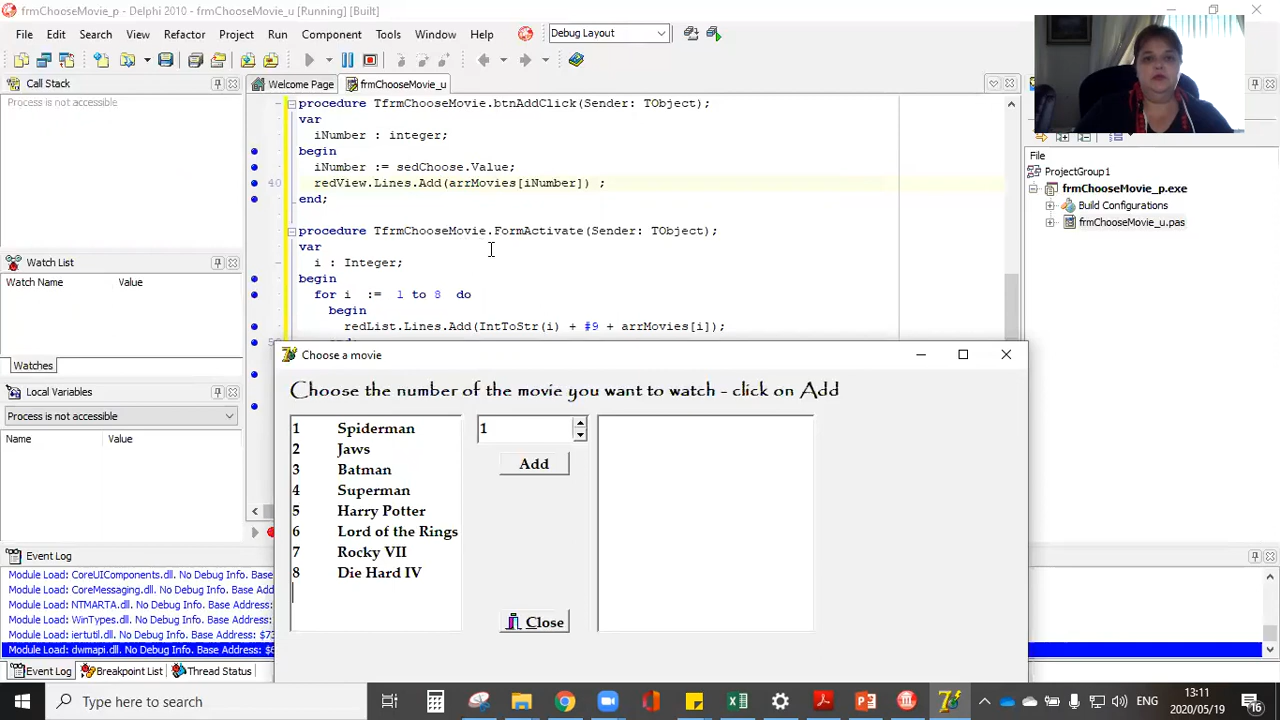 frmChooseMovie_p - Delphi 2010 - frmChooseMovie_u [Running] [Built]
File Edit Search View Refactor Project Run Component Tools Window Help
Debug Layout
Call Stack
Process is not accessible
Welcome Page
frmChooseMovie_u
procedure TfrmChooseMovie.btnAddClick(Sender: TObject);
var
iNumber : integer;
begin
iNumber := sedChoose.Value;
40 redView.Lines.Add(arrMovies[iNumber]) ;
end;
procedure TfrmChooseMovie.FormActivate(Sender: TObject);
var
i : Integer;
begin
for i := 1 to 8 do
begin
redList.Lines.Add(IntToStr(i) + #9 + arrMovies[i]);
Watch List
Watch Name Value
Watches
Local Variables
Process is not accessible
Name Value
File
ProjectGroup1
frmChooseMovie_p.exe
Build Configurations
frmChooseMovie_u.pas
Choose a movie
Choose the number of the movie you want to watch - click on Add
1 Spiderman
2 Jaws
3 Batman
4 Superman
5 Harry Potter
6 Lord of the Rings
7 Rocky VII
8 Die Hard IV
1
Add
Close
Event Log
Module Load: CoreUIComponents.dll. No Debug Info. Base
Module Load: CoreMessaging.dll. No Debug Info. Base Address:
Module Load: NTMARTA.dll. No Debug Info. Base Address:
Module Load: WinTypes.dll. No Debug Info. Base Address:
Module Load: iertutil.dll. No Debug Info. Base Address: $73
Module Load: dwmapi.dll. No Debug Info. Base Address: $6
Event Log
Breakpoint List
Thread Status
Type here to search
ENG
13:11
2020/05/19
16